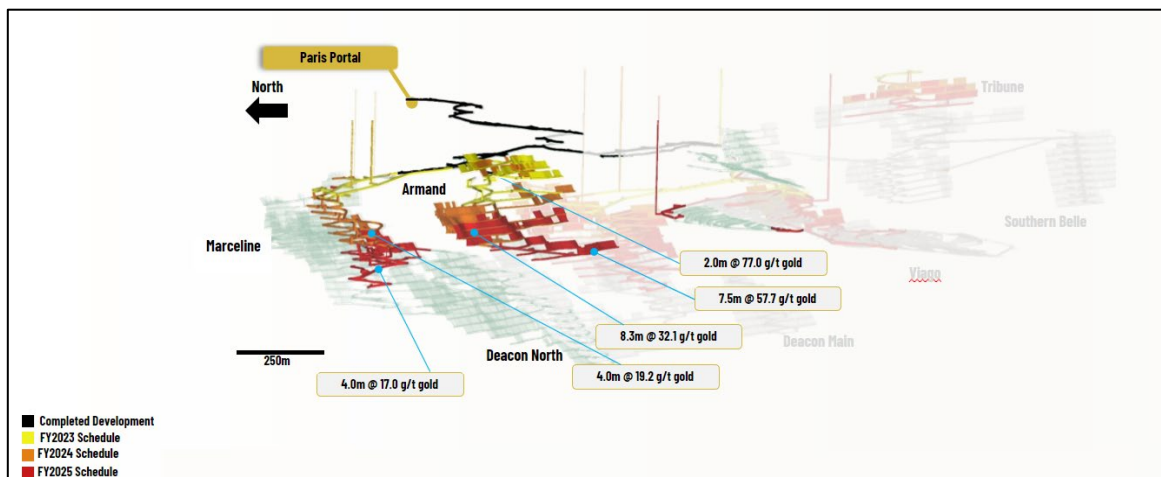 Paris Portal
North
Tribune
Armand
Marceline
Southern Belle
2.0m @ 77.0 g/t gold
Viago
7.5m @ 57.7 g/t gold
8.3m @ 32.1 g/t gold
Deacon Main
Deacon North
250m
4.0m @ 17.0 g/t gold
4.0m @ 19.2 g/t gold
Completed Development
FY2023 Schedule
FY2024 Schedule
FY2025 Schedule